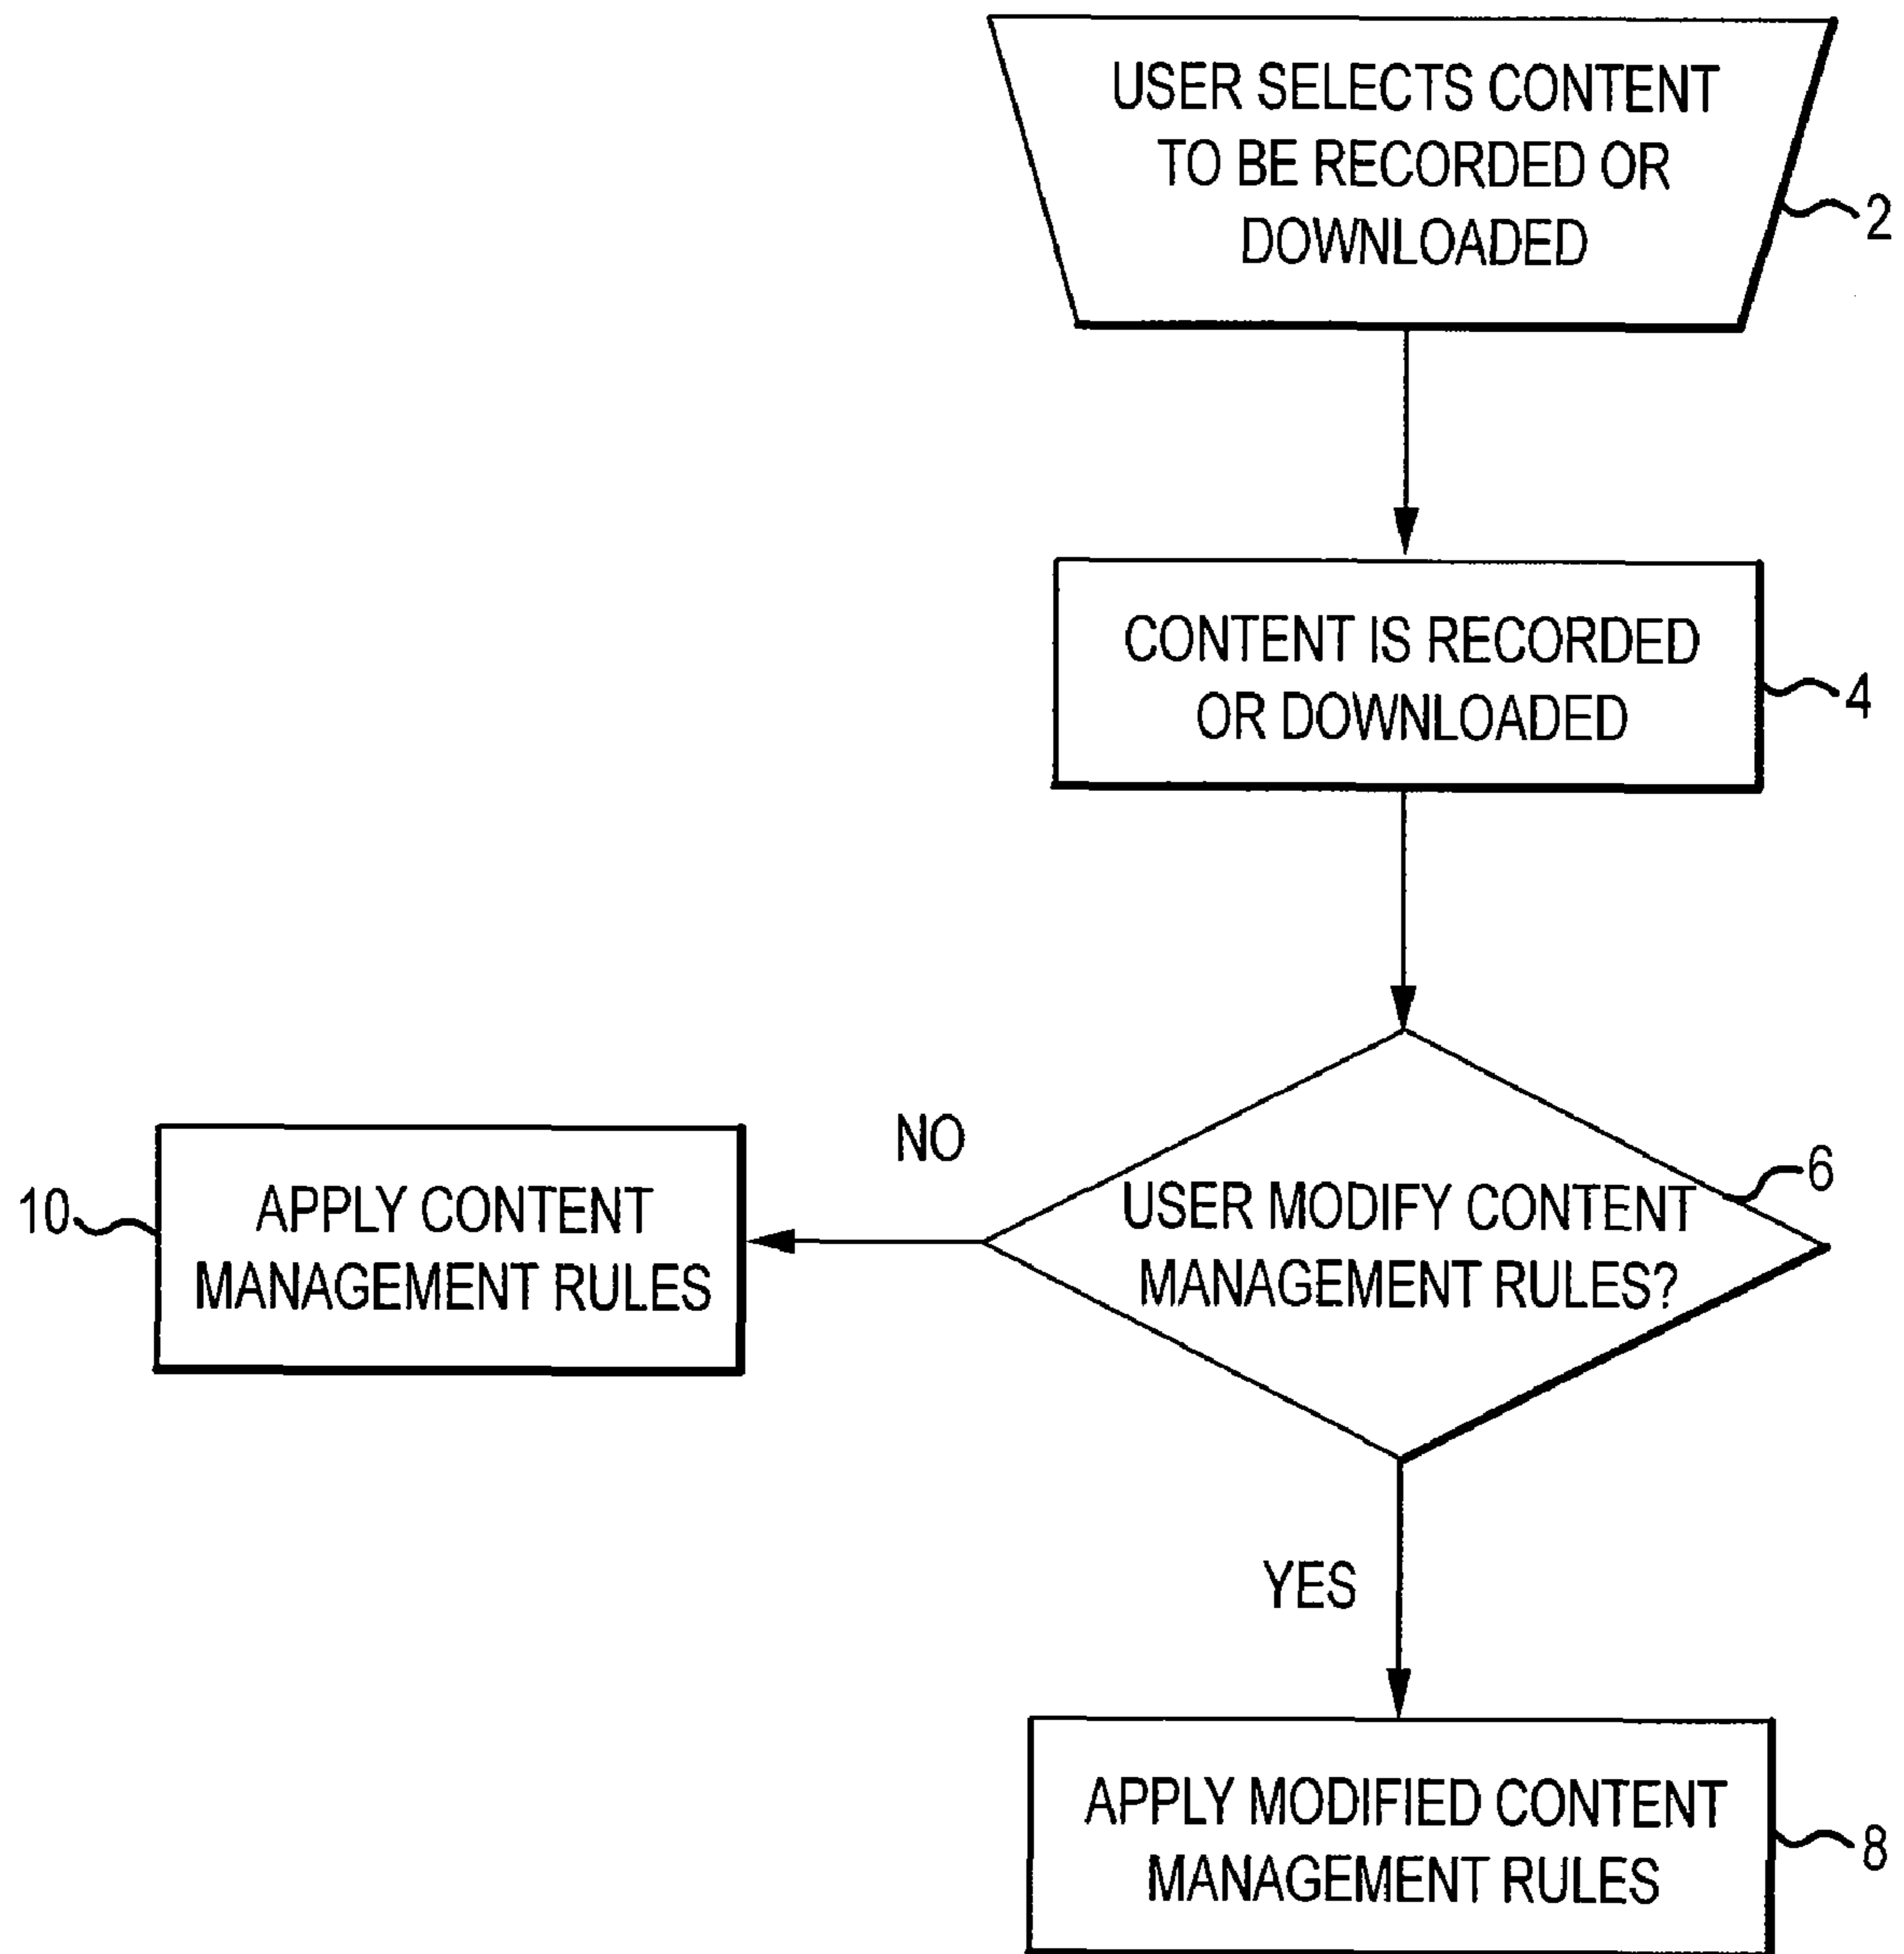 USER SELECTS CONTENT
TO BE RECORDED OR
DOWNLOADED
2
CONTENT IS RECORDED
OR DOWNLOADED
4
NO
6
USER MODIFY CONTENT
MANAGEMENT RULES?
10
APPLY CONTENT
MANAGEMENT RULES
YES
APPLY MODIFIED CONTENT
MANAGEMENT RULES
8